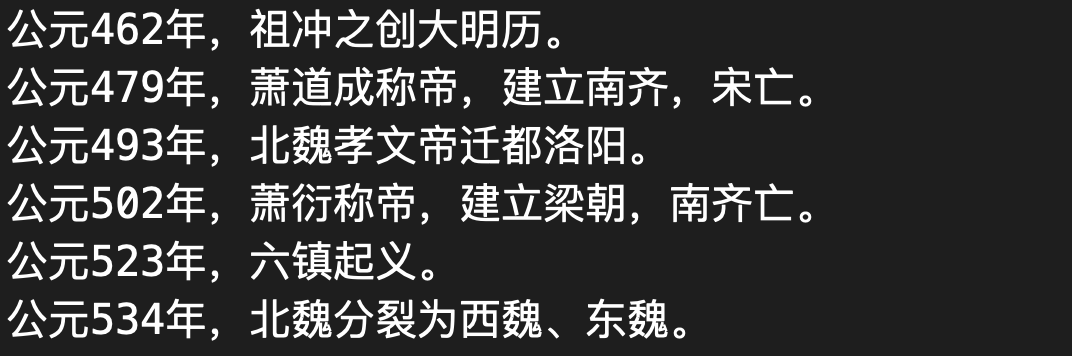 公元462年，祖冲之创大明历。
公元479年，萧道成称帝，建立南齐，宋亡。
公元493年，北魏孝文帝迁都洛阳。
公元502年，萧衍称帝，建立梁朝，南齐亡。
公元523年，六镇起义。
公元534年，北魏分裂为西魏、东魏。